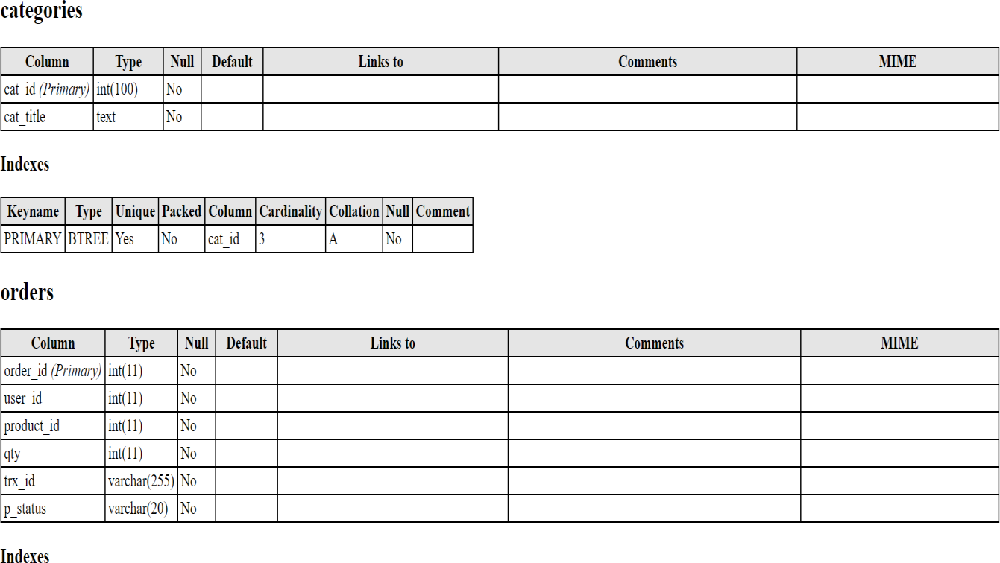 categories
Column Type Null Default Links to Comments MIME
cat_id (Primary) int(100) No
cat_title text No
Indexes
Keyname Type Unique Packed Column Cardinality Collation Null Comment
PRIMARY BTREE Yes No cat_id 3 A No
orders
Column Type Null Default Links to Comments MIME
order_id (Primary) int(11) No
user_id int(11) No
product_id int(11) No
qty int(11) No
trx_id varchar(255) No
p_status varchar(20) No
Indexes